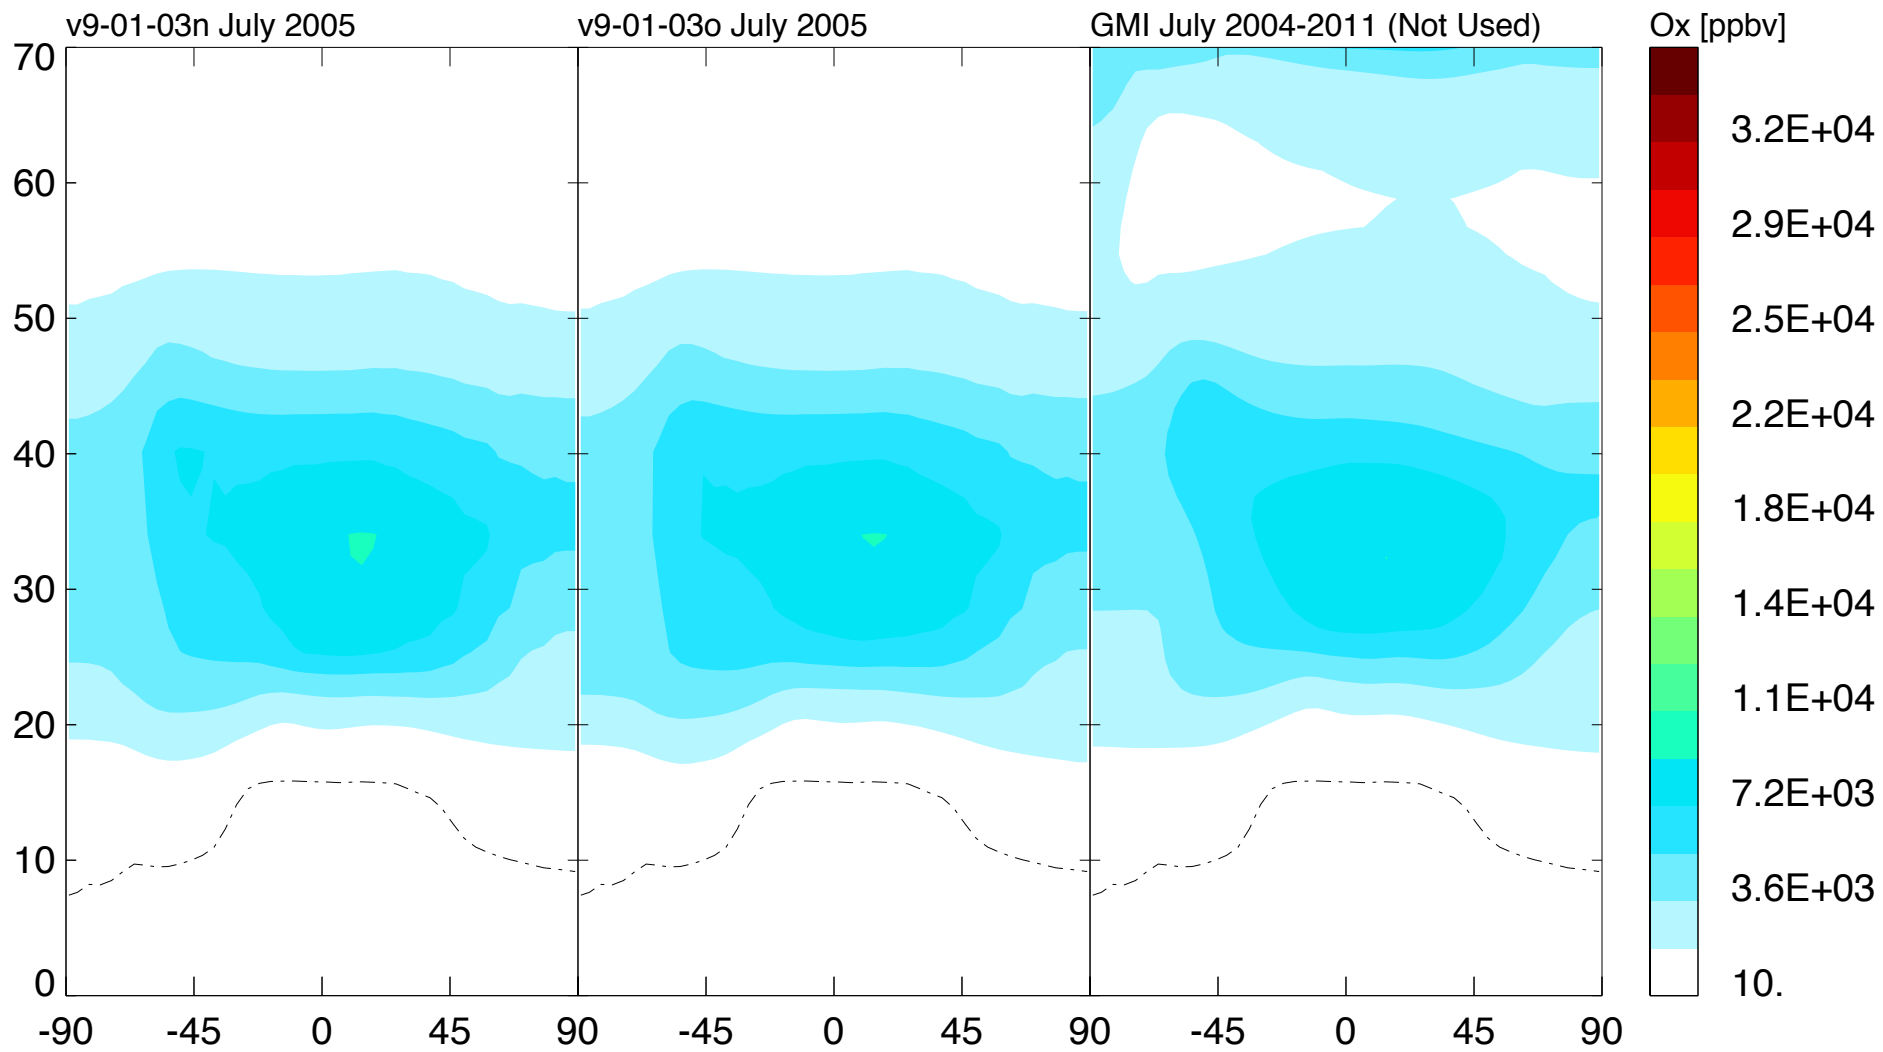 v9-01-03n July 2005 v9-01-03o July 2005 GMI July 2004-2011 (Not Used) Ox [ppbv]
70
60
50
40
30
20
10
0
-90 -45 0 45 90 -45 0 45 90 -45 0 45 90
3.2E+04
2.9E+04
2.5E+04
2.2E+04
1.8E+04
1.4E+04
1.1E+04
7.2E+03
3.6E+03
10.